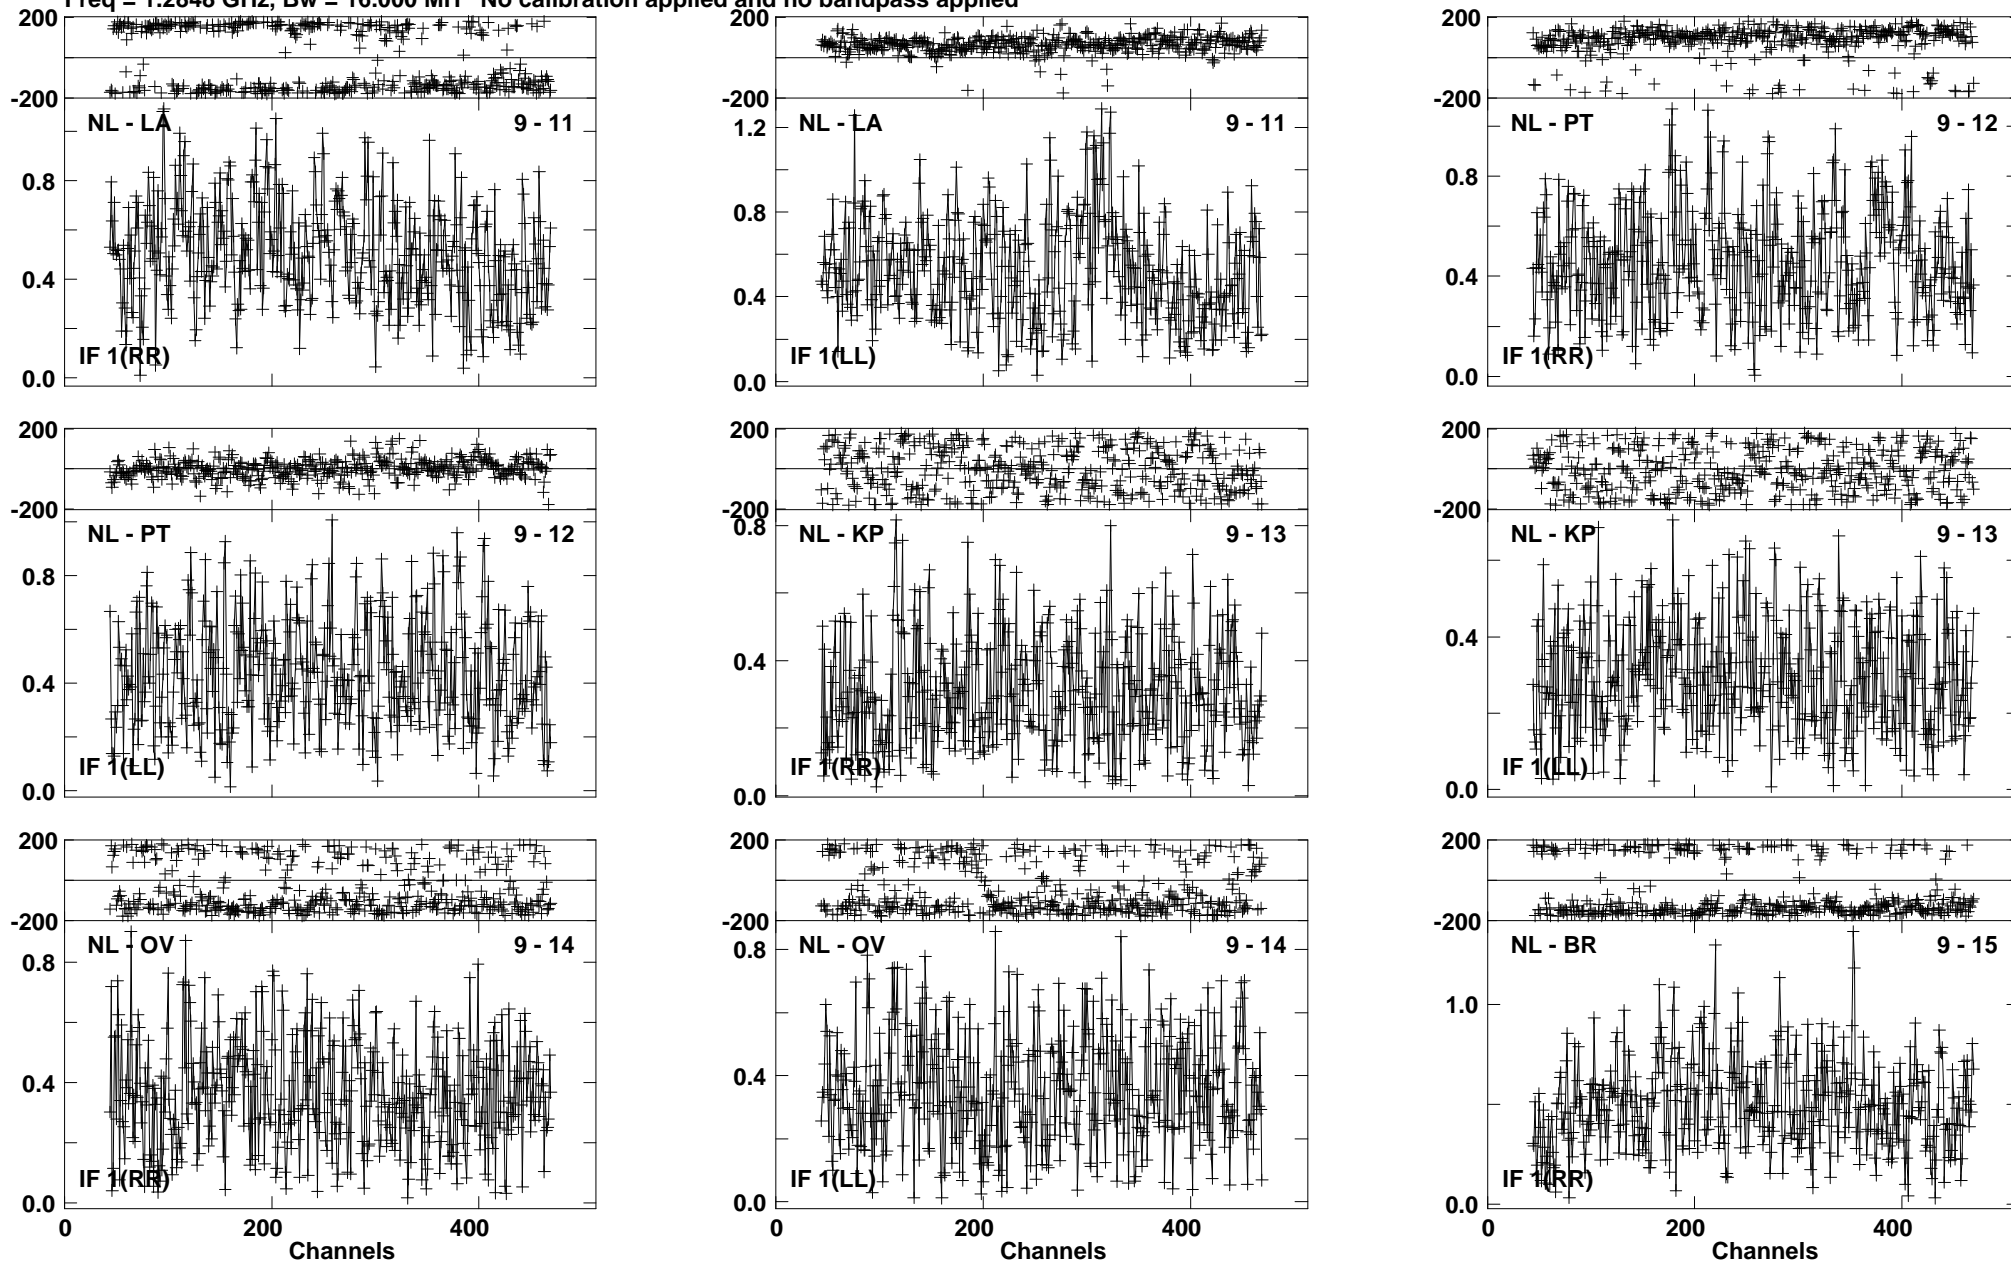 Freq = 1.2848 GHz, Bw = 16.000 MH No calibration applied and no bandpass applied
200 200 200
-200 -200 -200
NL - LA 9 - 11 NL - LA 9 - 11 NL - PT 9 - 12
1.2
0.8 0.8 0.8
0.4 0.4 0.4
IF 1(RR) IF 1(LL) IF 1(RR)
0.0 0.0 0.0
200 200 200
-200 -200 -200
NL - PT 9 - 12 NL - KP 9 - 13 NL - KP 9 - 13
0.8 0.8
0.4 0.4 0.4
IF 1(LL) IF 1(RR) IF 1(LL)
0.0 0.0 0.0
200 200 200
-200 -200 -200
NL - OV 9 - 14 NL - OV 9 - 14 NL - BR 9 - 15
0.8 0.8 1.0
0.4 0.4
IF 1(RR) IF 1(LL) IF 1(RR)
0.0 0.0 0.0
0 200 400 0 200 400 0 200 400
Channels Channels Channels